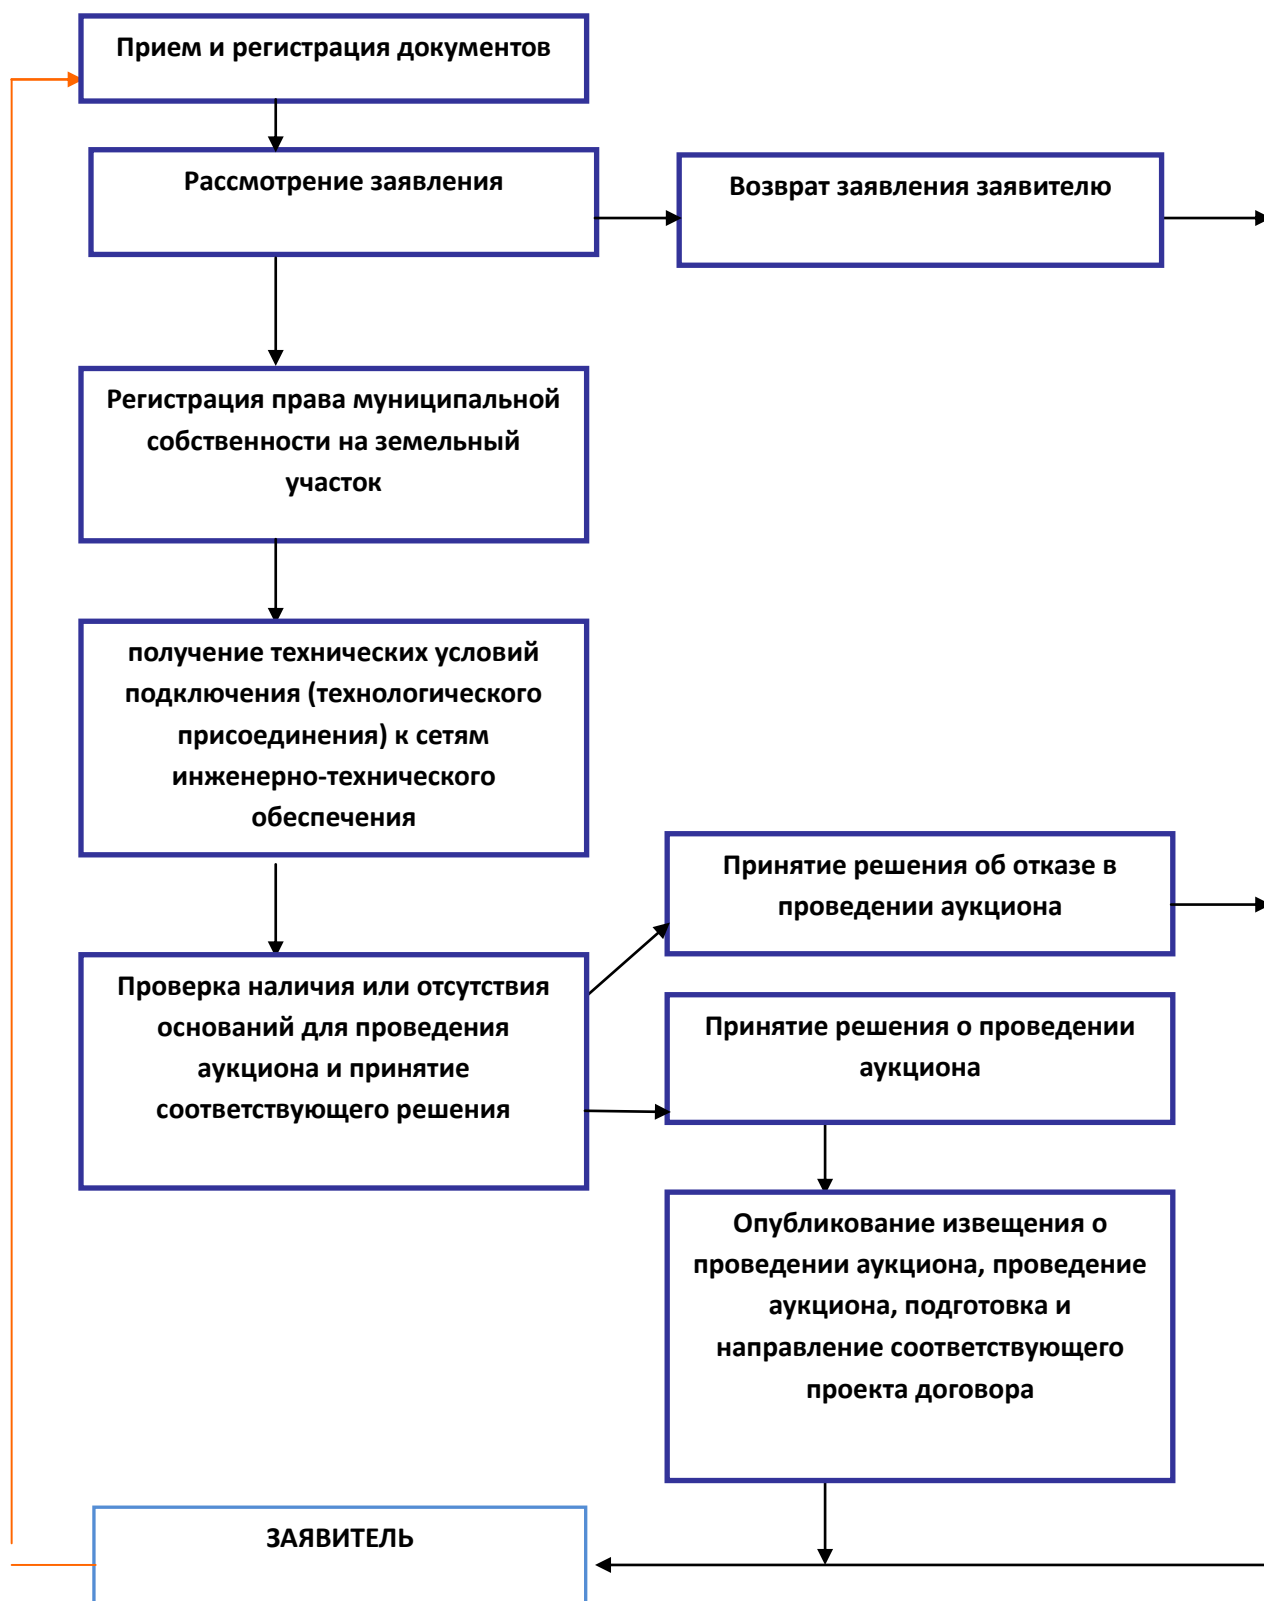 Прием и регистрация документов
Рассмотрение заявления
Возврат заявления заявителю
Регистрация права муниципальной
собственности на земельный
участок
получение технических условий
подключения (технологического
присоединения) к сетям
инженерно-технического
обеспечения
Принятие решения об отказе в
проведении аукциона
Проверка наличия или отсутствия
оснований для проведения
аукциона и принятие
соответствующего решения
Принятие решения о проведении
аукциона
Опубликование извещения о
проведении аукциона, проведение
аукциона, подготовка и
направление соответствующего
проекта договора
ЗАЯВИТЕЛЬ